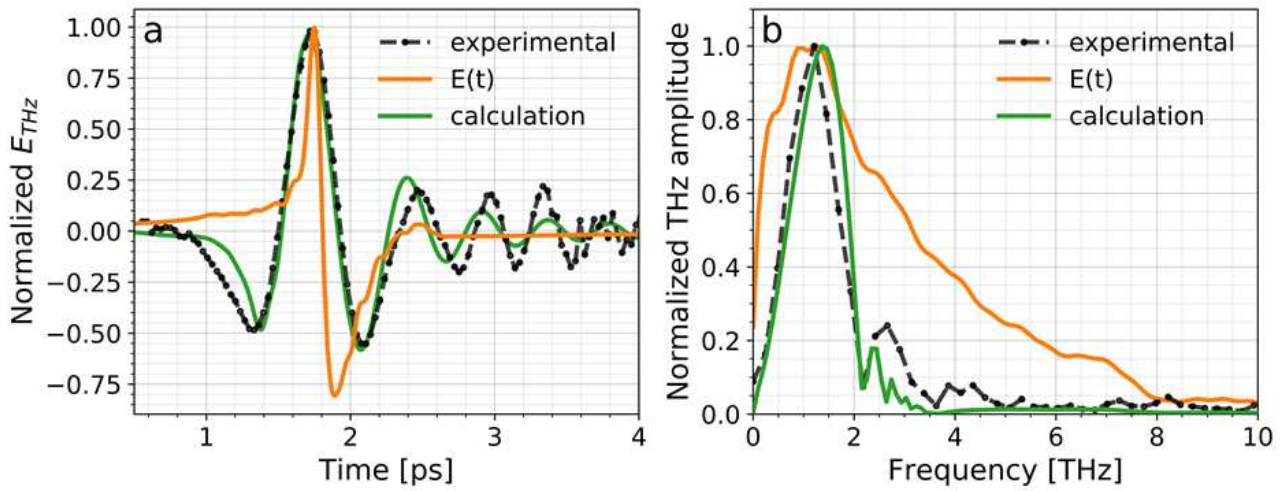 a
experimental
E(t)
calculation
1.00
0.75
0.50
0.25
0.00
−0.25
−0.50
−0.75
Normalized E_THz
1 2 3 4
Time [ps]
b
experimental
E(t)
calculation
1.0
0.8
0.6
0.4
0.2
0.0
Normalized THz amplitude
0 2 4 6 8 10
Frequency [THz]